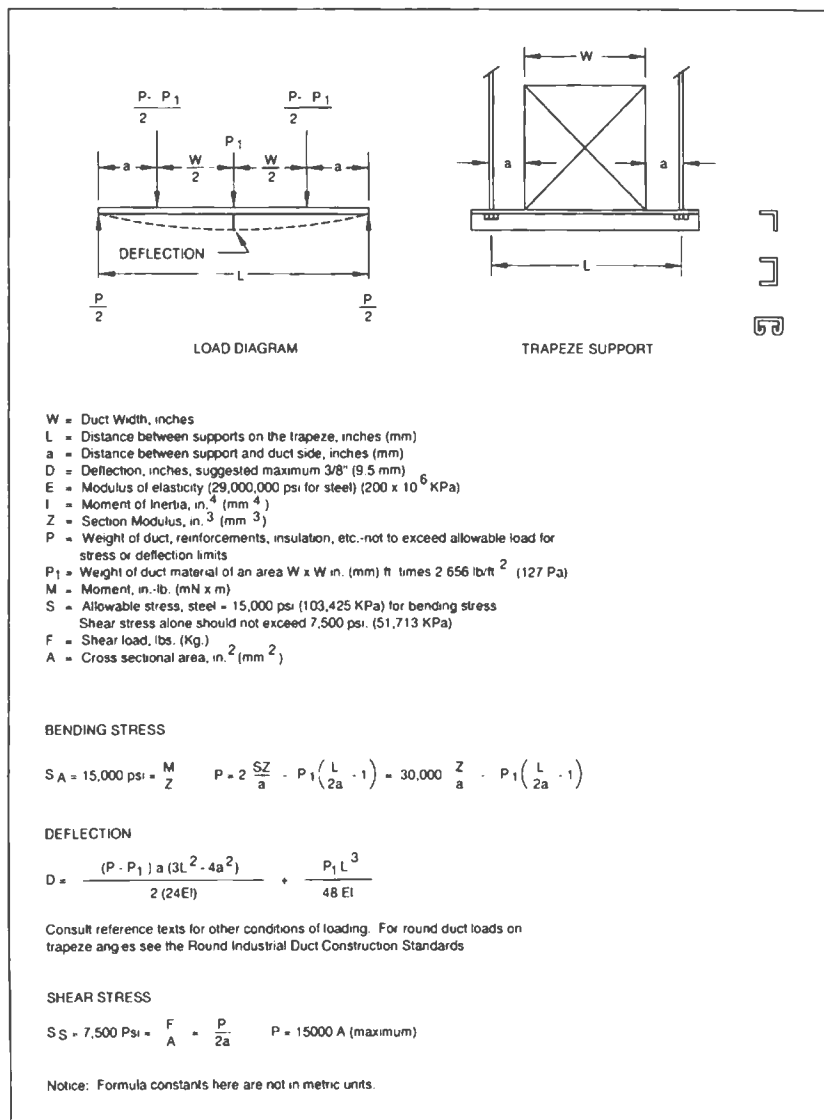 P - P1
2
P - P1
2
P1
a
W
2
W
2
a
DEFLECTION
L
P
2
P
2
LOAD DIAGRAM
W
a
a
L
TRAPEZE SUPPORT
W = Duct Width, inches
L = Distance between supports on the trapeze, inches (mm)
a = Distance between support and duct side, inches (mm)
D = Deflection, inches, suggested maximum 3/8" (9.5 mm)
E = Modulus of elasticity (29,000,000 psi for steel) (200 x 10^6 KPa)
I = Moment of Inertia, in.^4 (mm^4)
Z = Section Modulus, in.^3 (mm^3)
P = Weight of duct, reinforcements, insulation, etc.-not to exceed allowable load for
stress or deflection limits
P1 = Weight of duct material of an area W x W in. (mm) ft times 2 656 lb/ft^2 (127 Pa)
M = Moment, in.-lb. (mN x m)
S = Allowable stress, steel = 15,000 psi (103,425 KPa) for bending stress
Shear stress alone should not exceed 7,500 psi. (51,713 KPa)
F = Shear load, lbs. (Kg.)
A = Cross sectional area, in.^2 (mm^2)
BENDING STRESS
SA = 15,000 psi = M/Z P = 2 SZ/a - P1(L/2a - 1) = 30,000 Z/a - P1(L/2a - 1)
DEFLECTION
D = (P - P1) a (3L^2 - 4a^2) / 2 (24EI) + P1 L^3 / 48 EI
Consult reference texts for other conditions of loading. For round duct loads on
trapeze angles see the Round Industrial Duct Construction Standards
SHEAR STRESS
SS = 7,500 Psi = F/A = P/2a P = 15000 A (maximum)
Notice: Formula constants here are not in metric units.